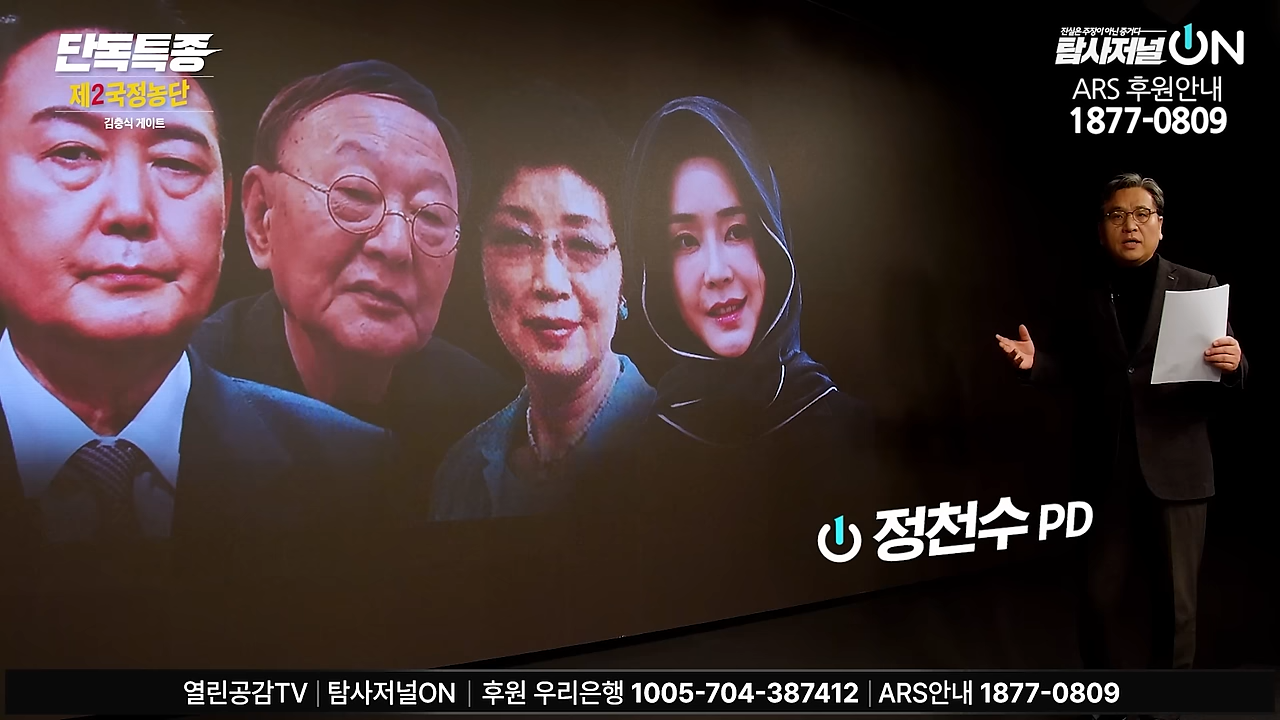 단독특종
제2국정농단
김충식 게이트
진실은 주장이 아닌 증거다
탐사저널ON
ARS 후원안내
1877-0809
정천수 PD
열린공감TV | 탐사저널ON | 후원 우리은행 1005-704-387412 | ARS안내 1877-0809